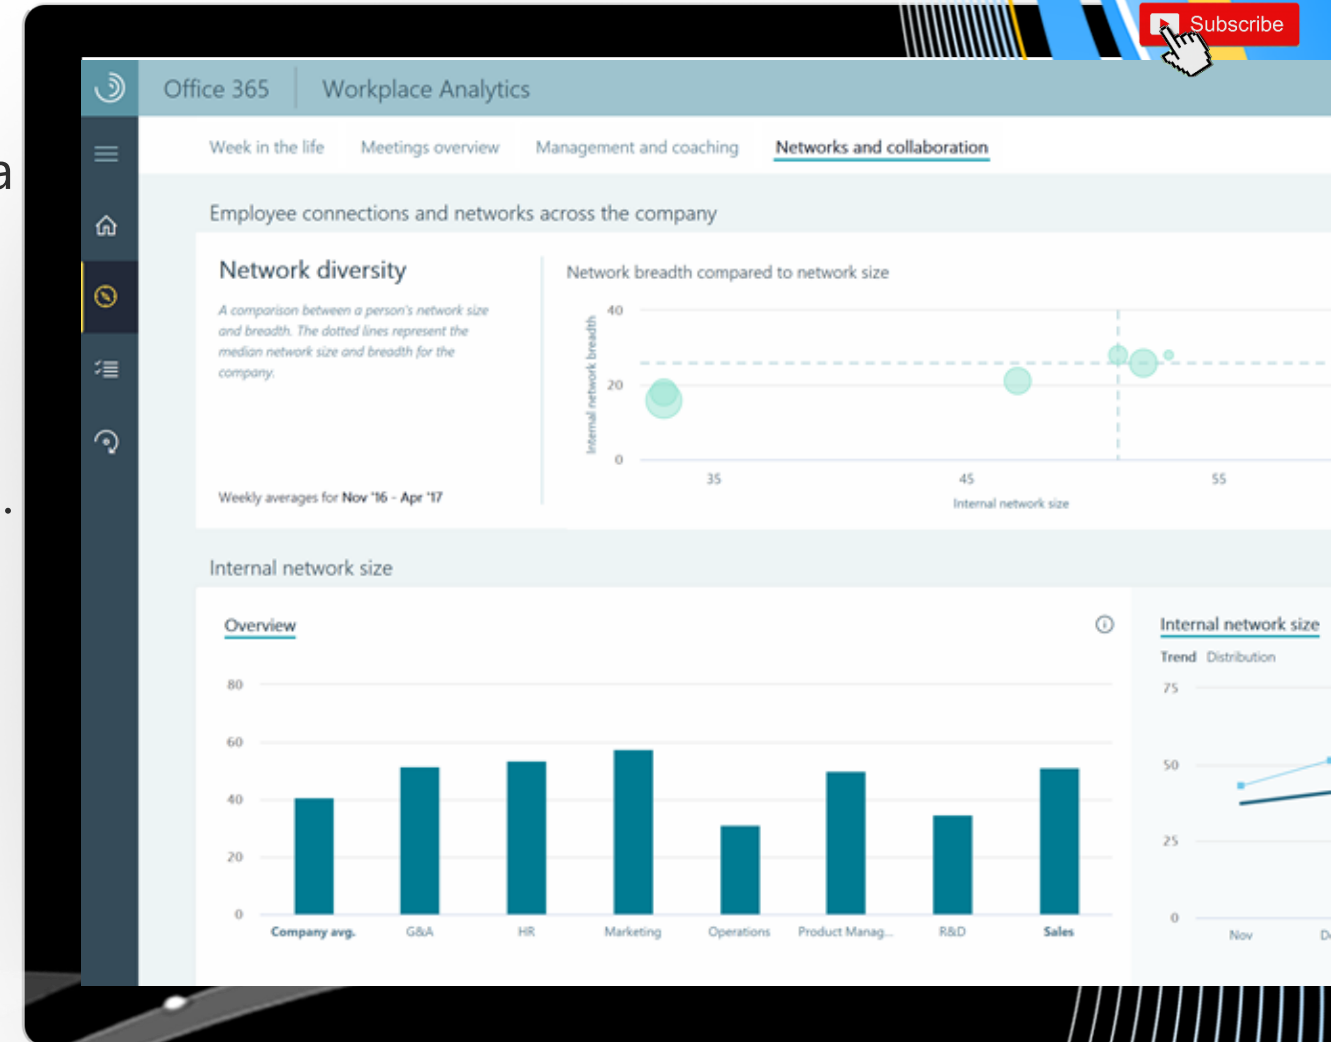 Subscribe
Office 365
Workplace Analytics
a
Week in the life
Meetings overview
Management and coaching
Networks and collaboration
Employee connections and networks across the company
Network diversity
A comparison between a person's network size
and breadth. The dotted lines represent the
median network size and breadth for the
company.
Weekly averages for Nov '16 - Apr '17
.
Network breadth compared to network size
Internal network breadth
40
20
0
35
45
55
Internal network size
Internal network size
Overview
80
60
40
20
0
Company avg.
G&A
HR
Marketing
Operations
Product Manag...
R&D
Sales
Internal network size
Trend
Distribution
75
50
25
0
Nov